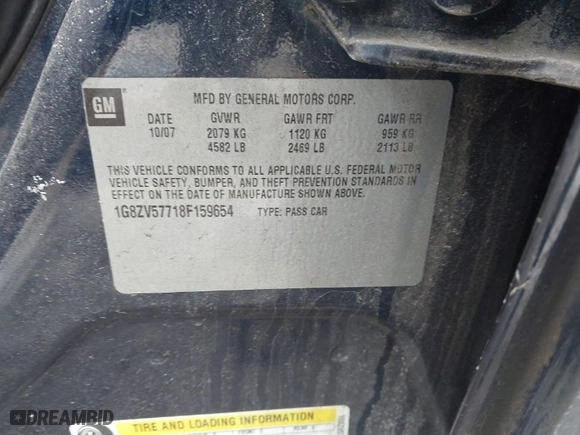 GM
MFD BY GENERAL MOTORS CORP.
DATE GVWR GAWR FRT GAWR RR
10/07 2079 KG 1120 KG 959 KG
4582 LB 2469 LB 2113 LB
THIS VEHICLE CONFORMS TO ALL APPLICABLE U.S. FEDERAL MOTOR
VEHICLE SAFETY, BUMPER, AND THEFT PREVENTION STANDARDS IN
EFFECT ON THE DATE OF MANUFACTURE SHOWN ABOVE.
1G8ZV57718F159654 TYPE: PASS CAR
TIRE AND LOADING INFORMATION
DREAMBID